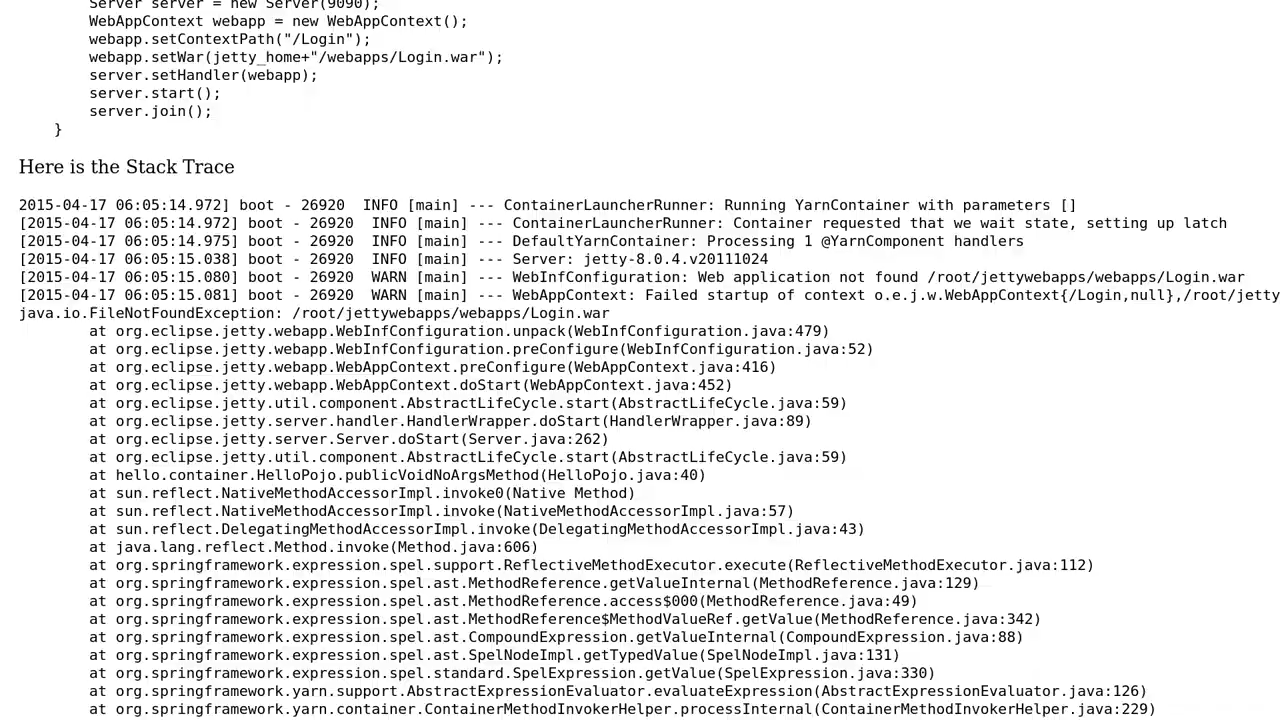 Server server = new Server(9090);
WebAppContext webapp = new WebAppContext();
webapp.setContextPath("/Login");
webapp.setWar(jetty_home+"/webapps/Login.war");
server.setHandler(webapp);
server.start();
server.join();
}
Here is the Stack Trace
2015-04-17 06:05:14.972] boot - 26920  INFO [main] --- ContainerLauncherRunner: Running YarnContainer with parameters []
[2015-04-17 06:05:14.972] boot - 26920  INFO [main] --- ContainerLauncherRunner: Container requested that we wait state, setting up latch
[2015-04-17 06:05:14.975] boot - 26920  INFO [main] --- DefaultYarnContainer: Processing 1 @YarnComponent handlers
[2015-04-17 06:05:15.038] boot - 26920  INFO [main] --- Server: jetty-8.0.4.v20111024
[2015-04-17 06:05:15.080] boot - 26920  WARN [main] --- WebInfConfiguration: Web application not found /root/jettywebapps/webapps/Login.war
[2015-04-17 06:05:15.081] boot - 26920  WARN [main] --- WebAppContext: Failed startup of context o.e.j.w.WebAppContext{/Login,null},/root/jetty
java.io.FileNotFoundException: /root/jettywebapps/webapps/Login.war
at org.eclipse.jetty.webapp.WebInfConfiguration.unpack(WebInfConfiguration.java:479)
at org.eclipse.jetty.webapp.WebInfConfiguration.preConfigure(WebInfConfiguration.java:52)
at org.eclipse.jetty.webapp.WebAppContext.preConfigure(WebAppContext.java:416)
at org.eclipse.jetty.webapp.WebAppContext.doStart(WebAppContext.java:452)
at org.eclipse.jetty.util.component.AbstractLifeCycle.start(AbstractLifeCycle.java:59)
at org.eclipse.jetty.server.handler.HandlerWrapper.doStart(HandlerWrapper.java:89)
at org.eclipse.jetty.server.Server.doStart(Server.java:262)
at org.eclipse.jetty.util.component.AbstractLifeCycle.start(AbstractLifeCycle.java:59)
at hello.container.HelloPojo.publicVoidNoArgsMethod(HelloPojo.java:40)
at sun.reflect.NativeMethodAccessorImpl.invoke0(Native Method)
at sun.reflect.NativeMethodAccessorImpl.invoke(NativeMethodAccessorImpl.java:57)
at sun.reflect.DelegatingMethodAccessorImpl.invoke(DelegatingMethodAccessorImpl.java:43)
at java.lang.reflect.Method.invoke(Method.java:606)
at org.springframework.expression.spel.support.ReflectiveMethodExecutor.execute(ReflectiveMethodExecutor.java:112)
at org.springframework.expression.spel.ast.MethodReference.getValueInternal(MethodReference.java:129)
at org.springframework.expression.spel.ast.MethodReference.access$000(MethodReference.java:49)
at org.springframework.expression.spel.ast.MethodReference$MethodValueRef.getValue(MethodReference.java:342)
at org.springframework.expression.spel.ast.CompoundExpression.getValueInternal(CompoundExpression.java:88)
at org.springframework.expression.spel.ast.SpelNodeImpl.getTypedValue(SpelNodeImpl.java:131)
at org.springframework.expression.spel.standard.SpelExpression.getValue(SpelExpression.java:330)
at org.springframework.yarn.support.AbstractExpressionEvaluator.evaluateExpression(AbstractExpressionEvaluator.java:126)
at org.springframework.yarn.container.ContainerMethodInvokerHelper.processInternal(ContainerMethodInvokerHelper.java:229)